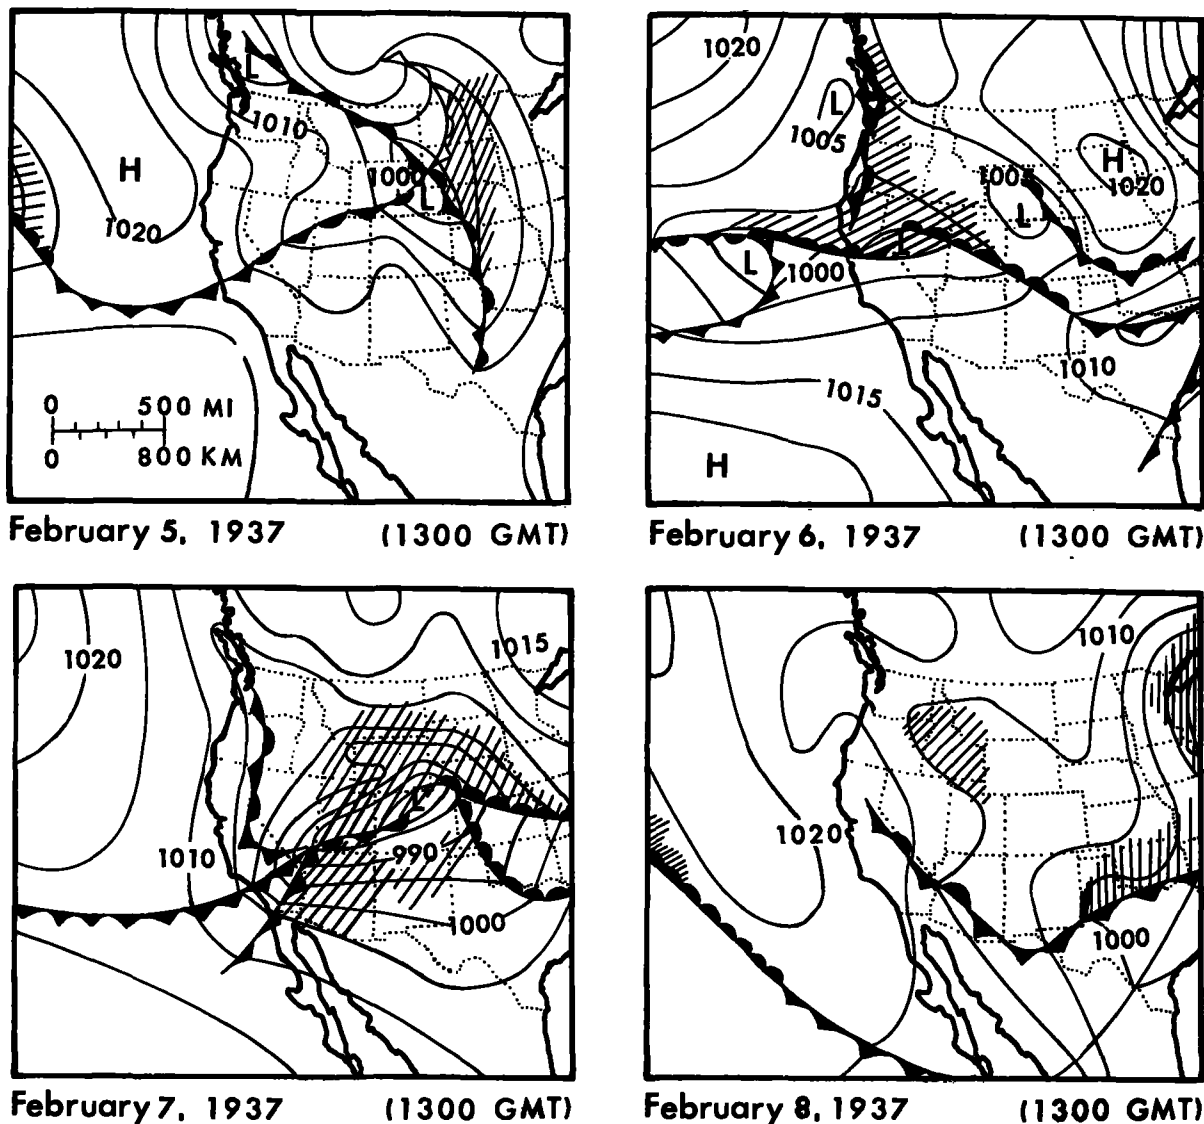 L
1010
H
1000
L
1020
0 500 MI
0 800 KM
February 5, 1937 (1300 GMT)
1020
L
1005
H
1005
1020
L
L
L
1000
1010
1015
H
February 6, 1937 (1300 GMT)
1020
1015
L
1010
990
1000
February 7, 1937 (1300 GMT)
1010
1020
1000
February 8, 1937 (1300 GMT)